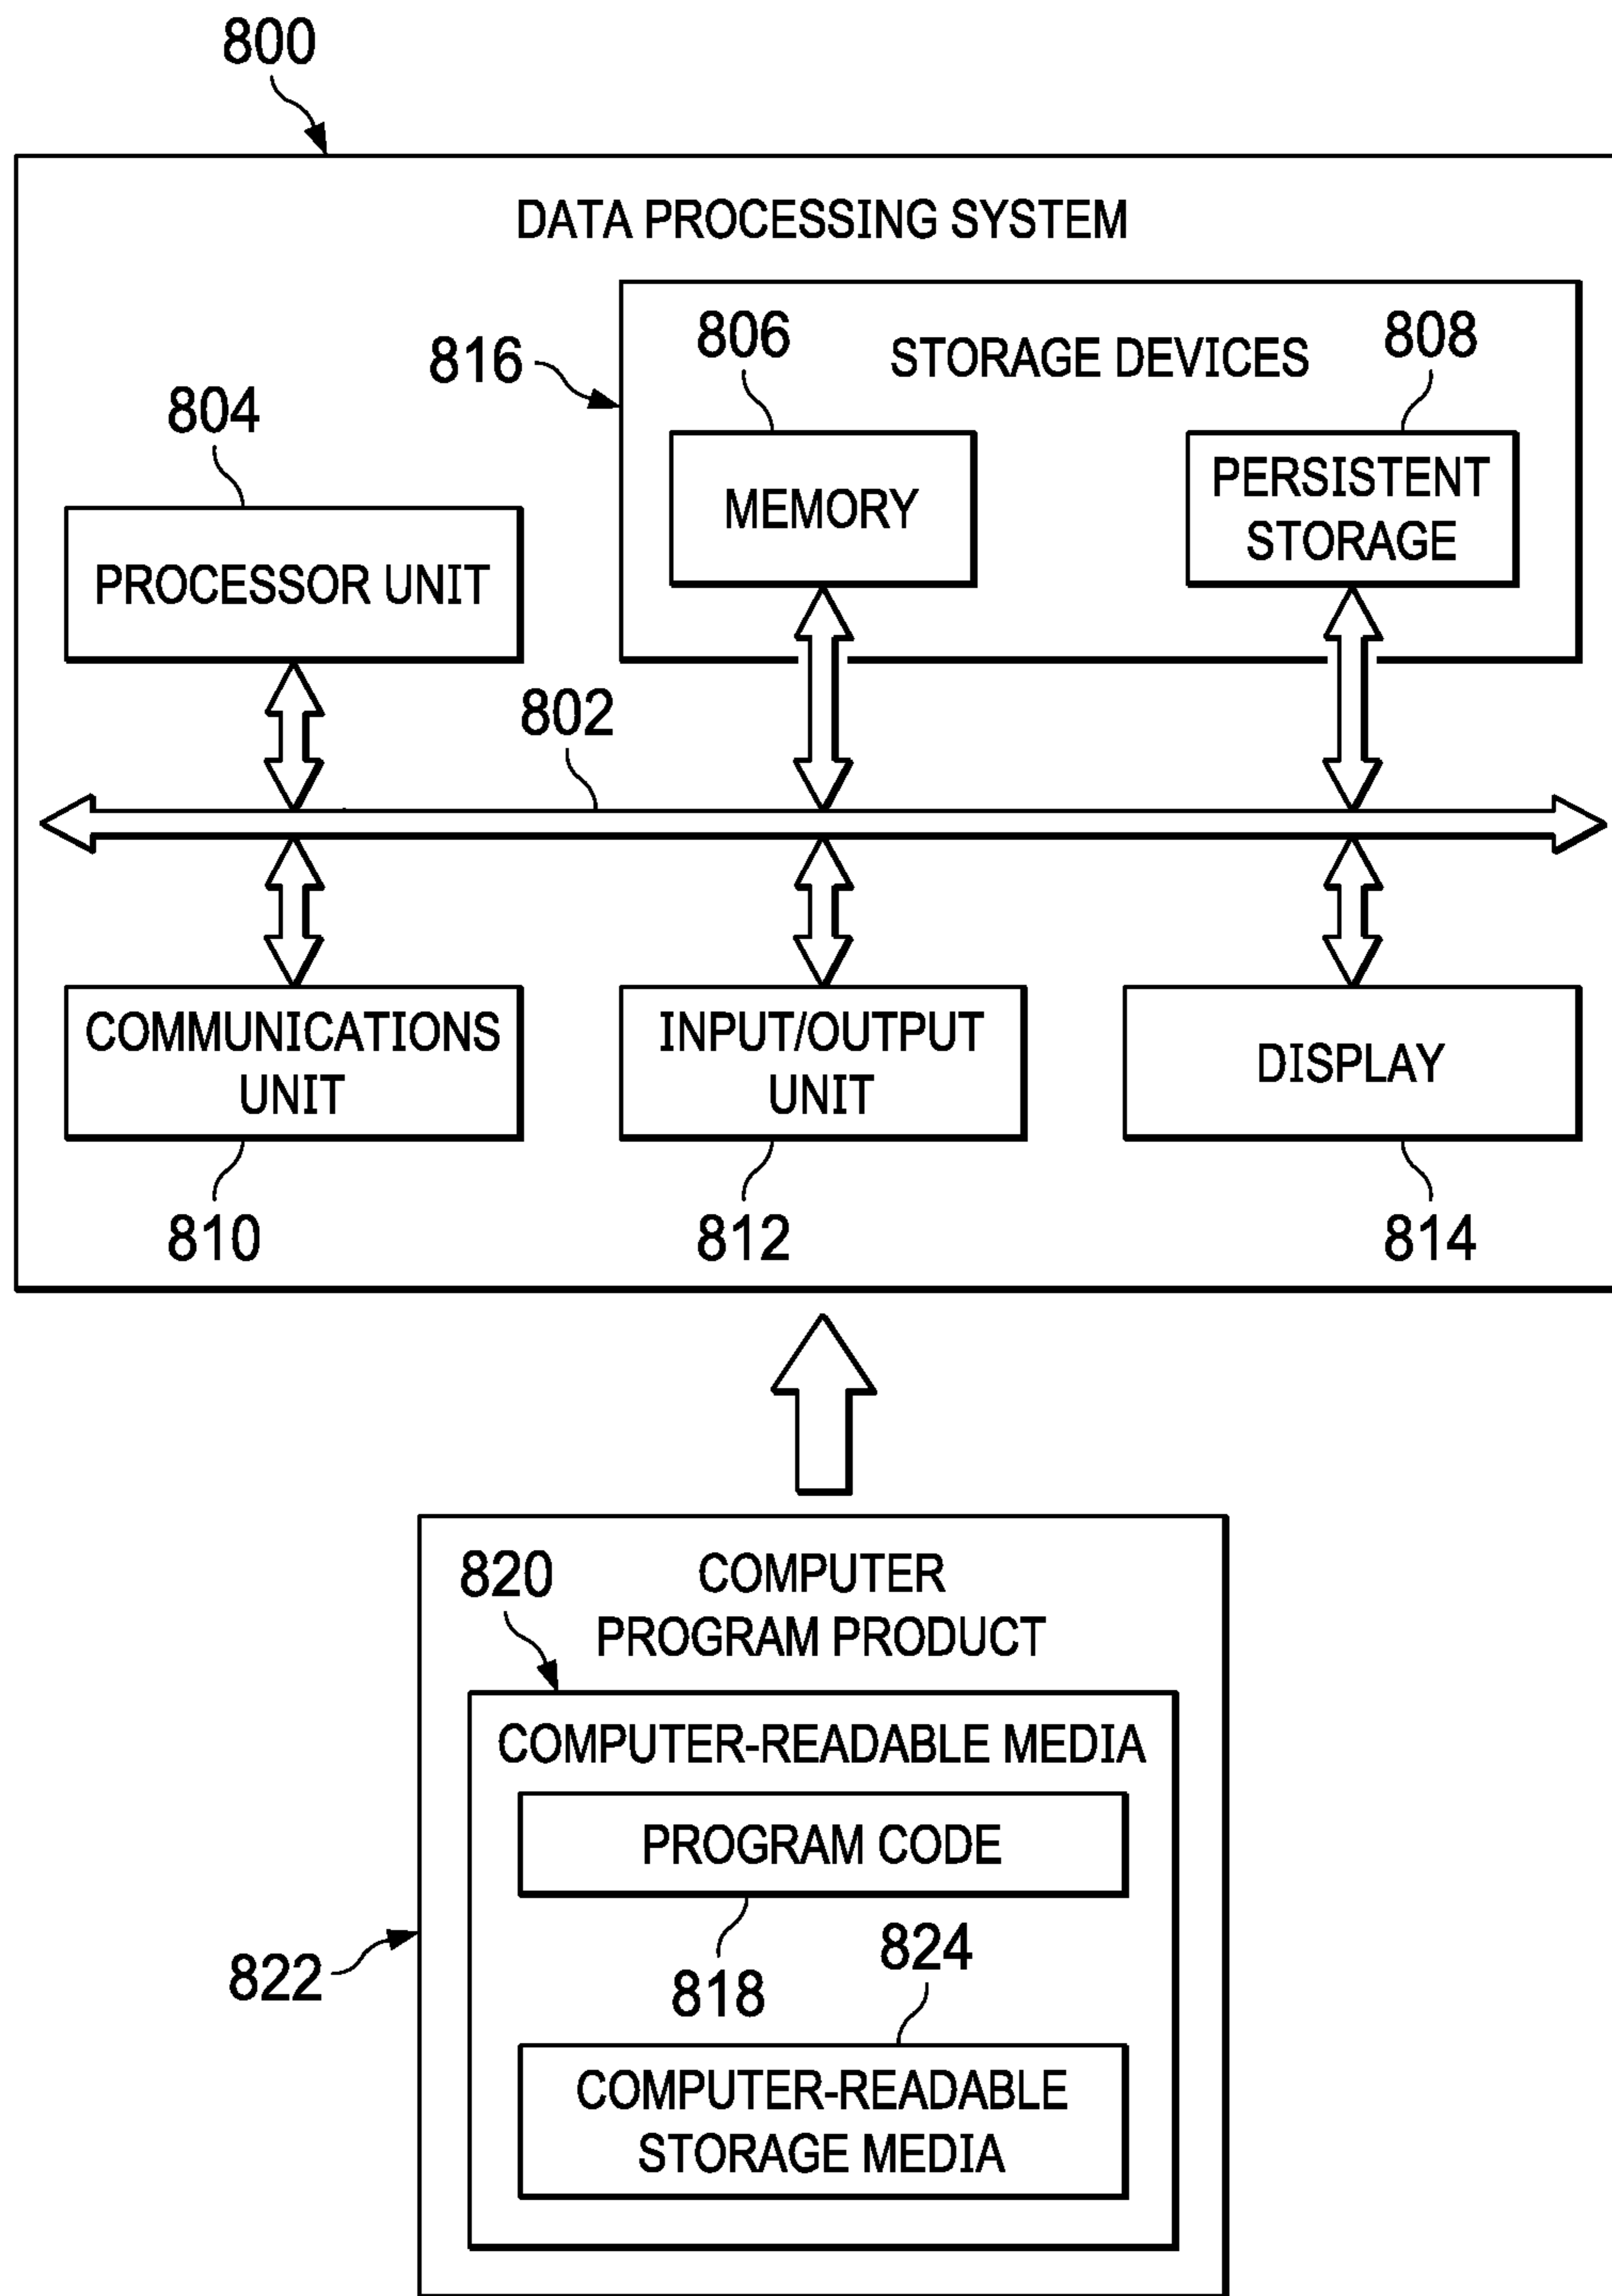 800
DATA PROCESSING SYSTEM
816
806
STORAGE DEVICES
808
804
MEMORY
PERSISTENT
STORAGE
PROCESSOR UNIT
802
COMMUNICATIONS
UNIT
INPUT/OUTPUT
UNIT
DISPLAY
810
812
814
820
COMPUTER
PROGRAM PRODUCT
COMPUTER-READABLE MEDIA
PROGRAM CODE
818
824
822
COMPUTER-READABLE
STORAGE MEDIA